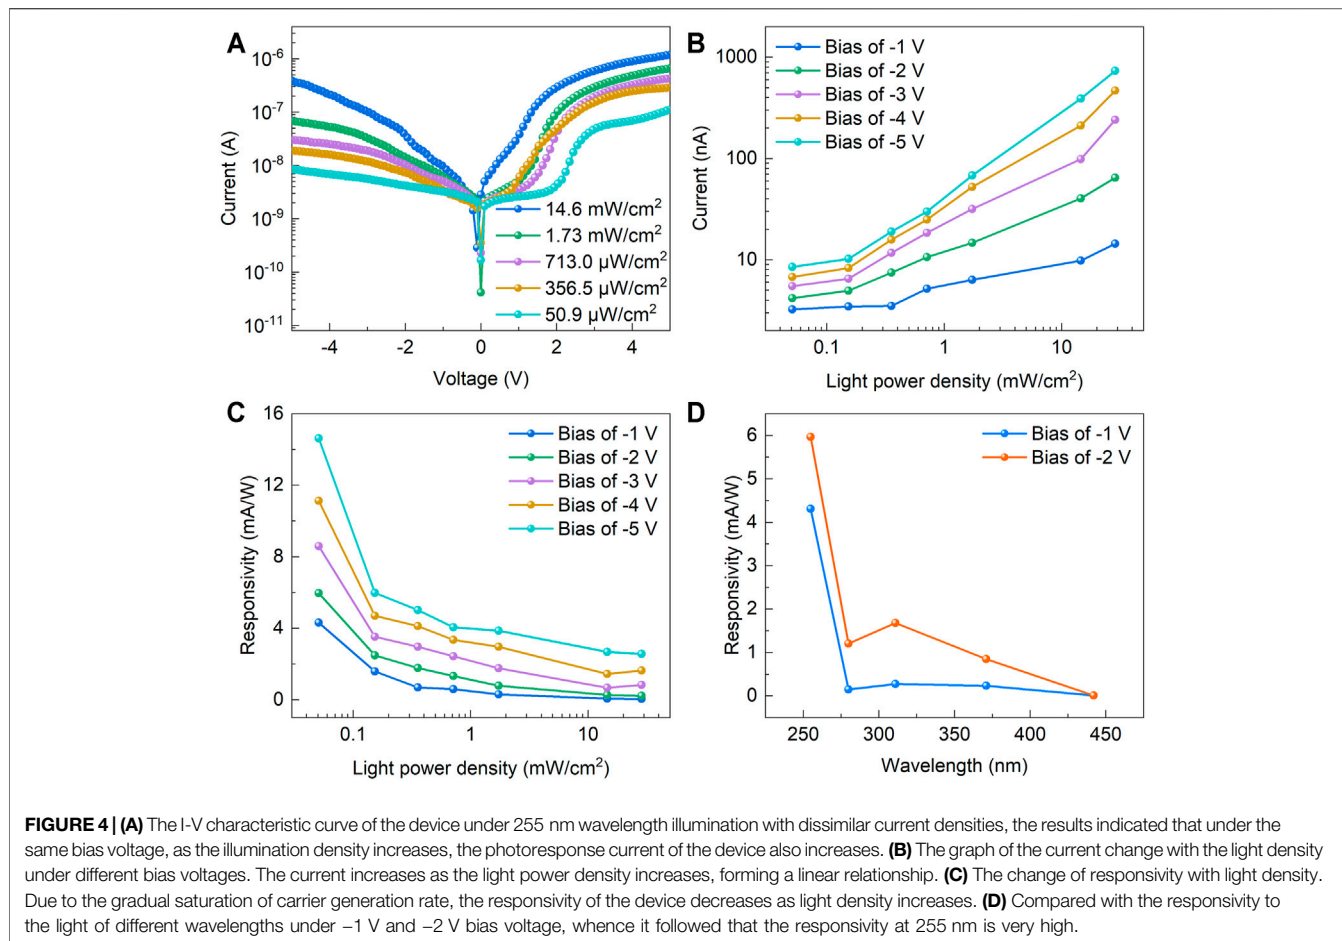 A
Current (A)
10⁻⁶
10⁻⁷
10⁻⁸
10⁻⁹
10⁻¹⁰
10⁻¹¹
14.6 mW/cm²
1.73 mW/cm²
713.0 µW/cm²
356.5 µW/cm²
50.9 µW/cm²
-4 -2 0 2 4
Voltage (V)
B
Current (nA)
1000
100
10
Bias of -1 V
Bias of -2 V
Bias of -3 V
Bias of -4 V
Bias of -5 V
0.1 1 10
Light power density (mW/cm²)
C
Responsivity (mA/W)
16
12
8
4
0
Bias of -1 V
Bias of -2 V
Bias of -3 V
Bias of -4 V
Bias of -5 V
0.1 1 10
Light power density (mW/cm²)
D
Responsivity (mA/W)
6
5
4
3
2
1
0
Bias of -1 V
Bias of -2 V
250 300 350 400 450
Wavelength (nm)
FIGURE 4 | (A) The I-V characteristic curve of the device under 255 nm wavelength illumination with dissimilar current densities, the results indicated that under the
same bias voltage, as the illumination density increases, the photoresponse current of the device also increases. (B) The graph of the current change with the light density
under different bias voltages. The current increases as the light power density increases, forming a linear relationship. (C) The change of responsivity with light density.
Due to the gradual saturation of carrier generation rate, the responsivity of the device decreases as light density increases. (D) Compared with the responsivity to
the light of different wavelengths under −1 V and −2 V bias voltage, whence it followed that the responsivity at 255 nm is very high.